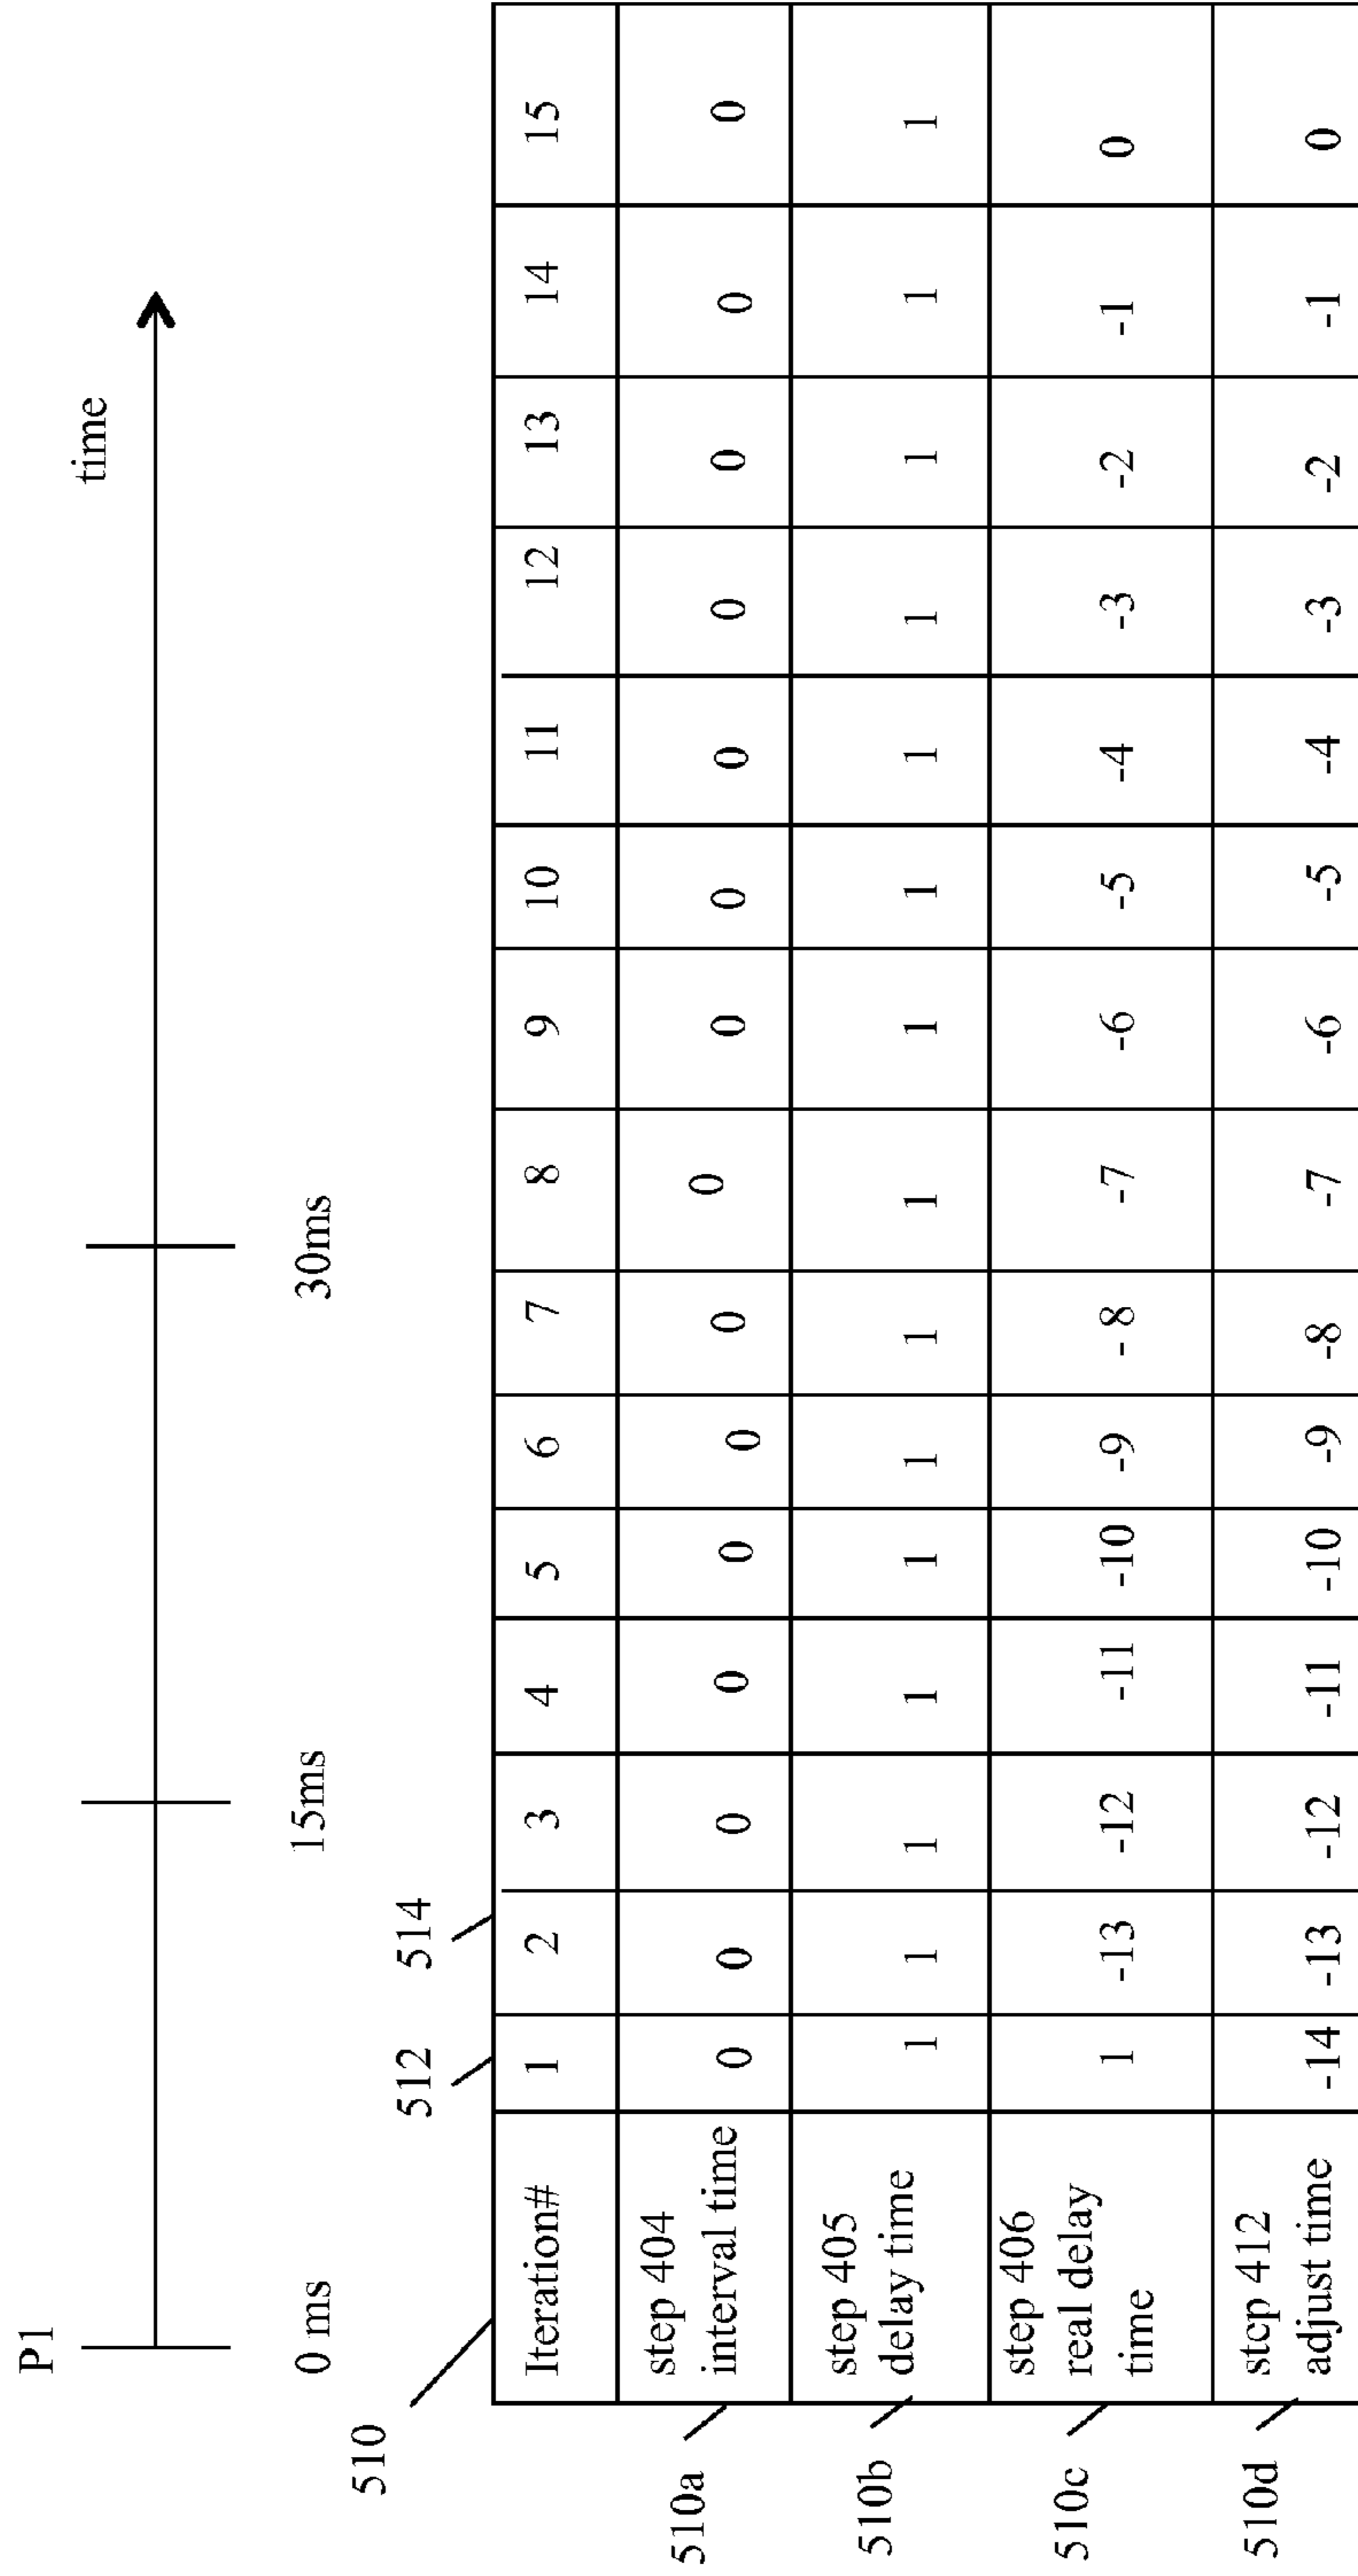 P1
time
0 ms
15ms
30ms
510
512
514
Iteration# 1 2 3 4 5 6 7 8 9 10 11 12 13 14 15
510a
step 404
interval time 0 0 0 0 0 0 0 0 0 0 0 0 0 0 0
510b
step 405
delay time 1 1 1 1 1 1 1 1 1 1 1 1 1 1 1
510c
step 406
real delay
time 1 -13 -12 -11 -10 -9 -8 -7 -6 -5 -4 -3 -2 -1 0
510d
step 412
adjust time -14 -13 -12 -11 -10 -9 -8 -7 -6 -5 -4 -3 -2 -1 0